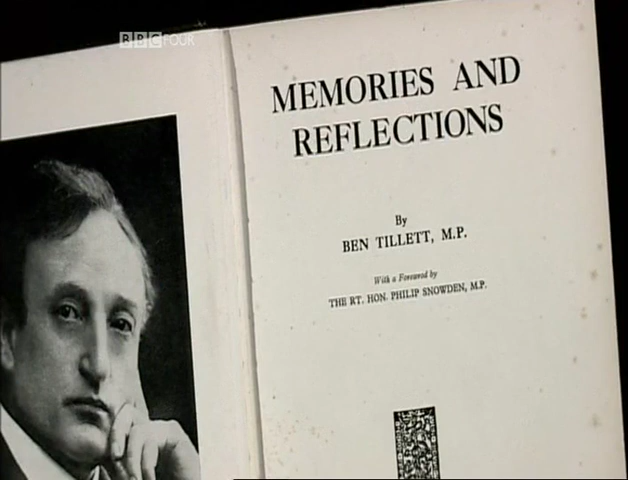 BBC FOUR
MEMORIES AND
REFLECTIONS
By
BEN TILLETT, M.P.
With a Foreword by
THE RT. HON. PHILIP SNOWDEN, M.P.